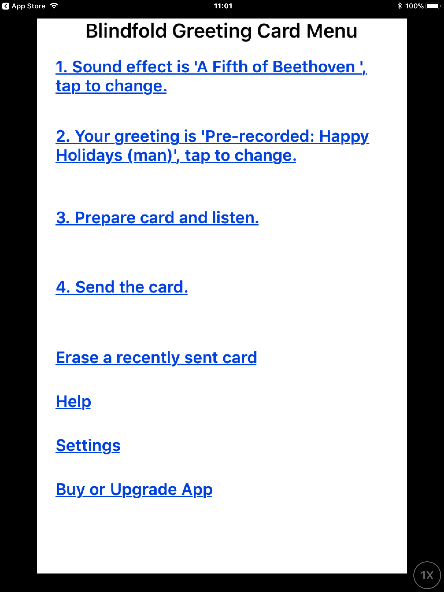 App Store 11:01 100%
Blindfold Greeting Card Menu
1. Sound effect is 'A Fifth of Beethoven ',
tap to change.
2. Your greeting is 'Pre-recorded: Happy
Holidays (man)', tap to change.
3. Prepare card and listen.
4. Send the card.
Erase a recently sent card
Help
Settings
Buy or Upgrade App
1X